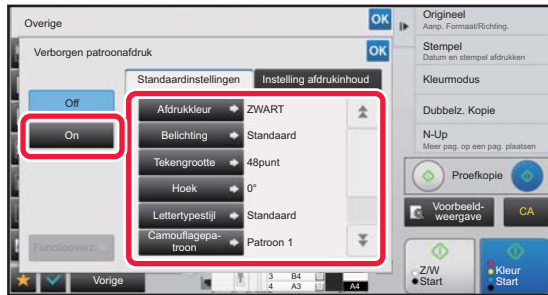 Overige
OK
Verborgen patroonafdruk
OK
Standaardinstellingen
Instelling afdrukinhoud
Off
On
Afdrukkleur
ZWART
Belichting
Standaard
Tekengrootte
48punt
Hoek
0°
Lettertypestijl
Standaard
Camouflagepa-
troon
Patroon 1
Functieoverz.
Vorige
3 B4
4 A3
A4
Origineel
Aanp. Formaat/Richting.
Stempel
Datum en stempel afdrukken
Kleurmodus
Dubbelz. Kopie
N-Up
Meer pag. op een pag. plaatsen
Proefkopie
Voorbeeld-
weergave
CA
Z/W
Start
Kleur
Start